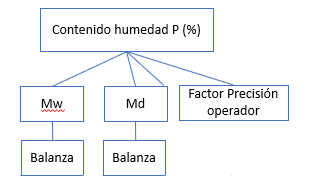 Contenido humedad P (%)
Mw
Md
Factor Precisión
operador
Balanza
Balanza